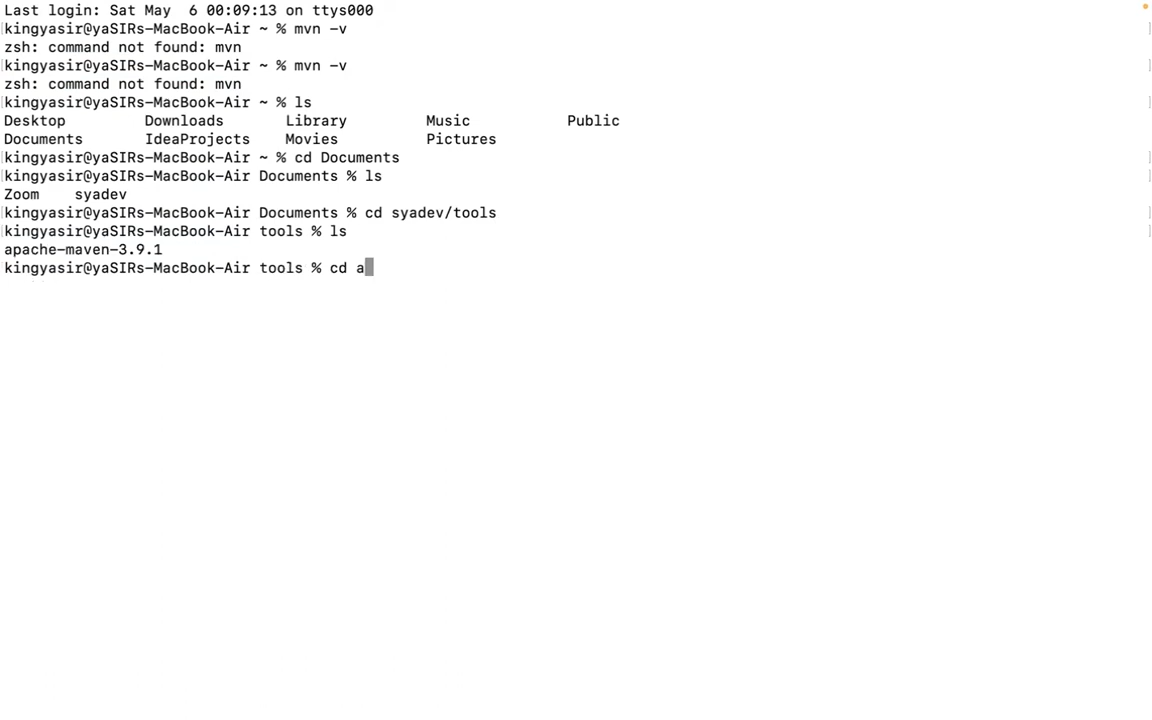 Last login: Sat May  6 00:09:13 on ttys000
kingyasir@yaSIRs-MacBook-Air ~ % mvn -v
zsh: command not found: mvn
kingyasir@yaSIRs-MacBook-Air ~ % mvn -v
zsh: command not found: mvn
kingyasir@yaSIRs-MacBook-Air ~ % ls
Desktop         Downloads       Library         Music           Public
Documents       IdeaProjects    Movies          Pictures
kingyasir@yaSIRs-MacBook-Air ~ % cd Documents
kingyasir@yaSIRs-MacBook-Air Documents % ls
Zoom    syadev
kingyasir@yaSIRs-MacBook-Air Documents % cd syadev/tools
kingyasir@yaSIRs-MacBook-Air tools % ls
apache-maven-3.9.1
kingyasir@yaSIRs-MacBook-Air tools % cd a